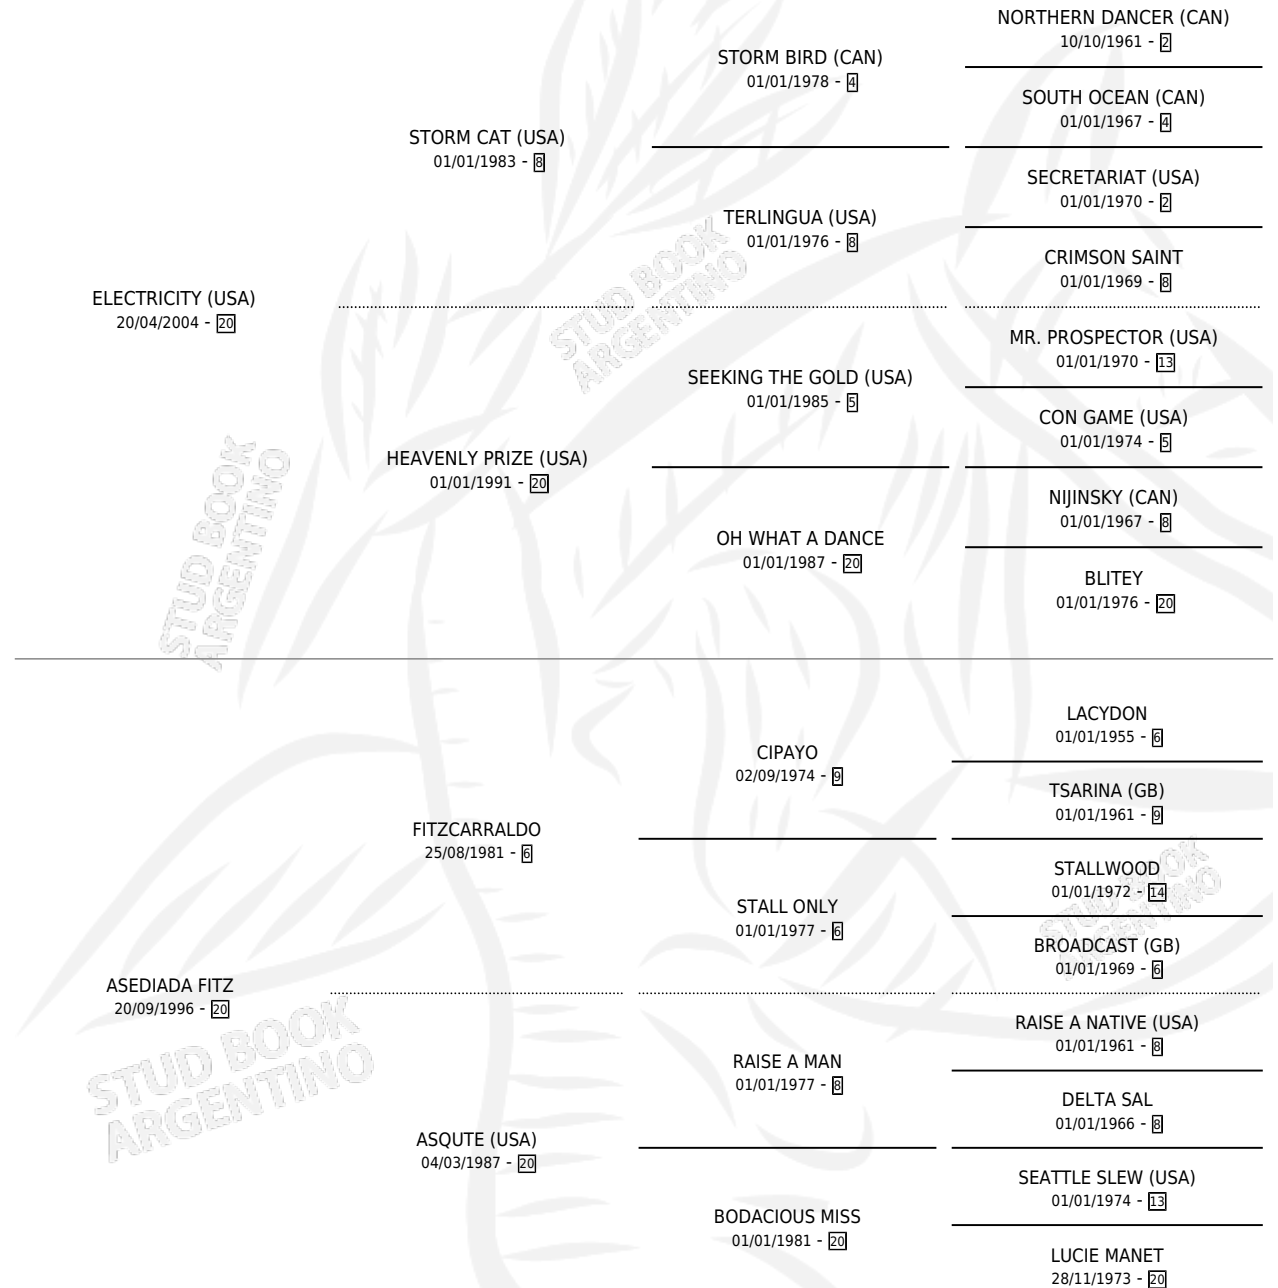 NORTHERN DANCER (CAN)
10/10/1961 - 2
STORM BIRD (CAN)
01/01/1978 - 4
SOUTH OCEAN (CAN)
01/01/1967 - 4
STORM CAT (USA)
01/01/1983 - 8
SECRETARIAT (USA)
01/01/1970 - 2
TERLINGUA (USA)
01/01/1976 - 8
CRIMSON SAINT
01/01/1969 - 8
ELECTRICITY (USA)
20/04/2004 - 20
MR. PROSPECTOR (USA)
01/01/1970 - 13
SEEKING THE GOLD (USA)
01/01/1985 - 5
CON GAME (USA)
01/01/1974 - 5
HEAVENLY PRIZE (USA)
01/01/1991 - 20
NIJINSKY (CAN)
01/01/1967 - 8
OH WHAT A DANCE
01/01/1987 - 20
BLITEY
01/01/1976 - 20
LACYDON
01/01/1955 - 6
CIPAYO
02/09/1974 - 9
TSARINA (GB)
01/01/1961 - 9
FITZCARRALDO
25/08/1981 - 6
STALLWOOD
01/01/1972 - 14
STALL ONLY
01/01/1977 - 6
BROADCAST (GB)
01/01/1969 - 6
ASEDIADA FITZ
20/09/1996 - 20
RAISE A NATIVE (USA)
01/01/1961 - 8
RAISE A MAN
01/01/1977 - 8
DELTA SAL
01/01/1966 - 8
ASQUTE (USA)
04/03/1987 - 20
SEATTLE SLEW (USA)
01/01/1974 - 13
BODACIOUS MISS
01/01/1981 - 20
LUCIE MANET
28/11/1973 - 20
STUD BOOK
ARGENTINO
STUD BOOK
ARGENTINO
STUD BOOK
ARGENTINO
STUD BOOK
ARGENTINO